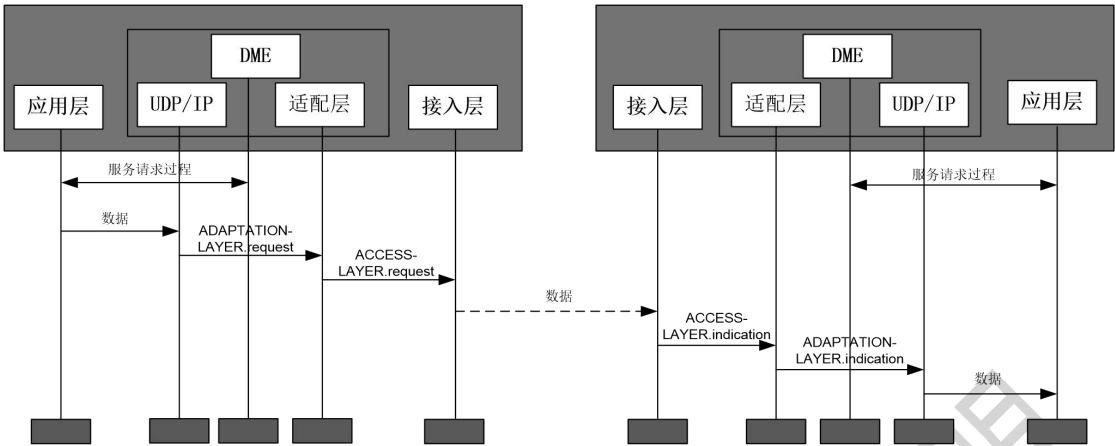 DME
应用层
UDP/IP
适配层
接入层
DME
接入层
适配层
UDP/IP
应用层
服务请求过程
服务请求过程
数据
ADAPTATION-
LAYER.request
ACCESS-
LAYER.request
数据
ACCESS-
LAYER.indication
ADAPTATION-
LAYER.indication
数据